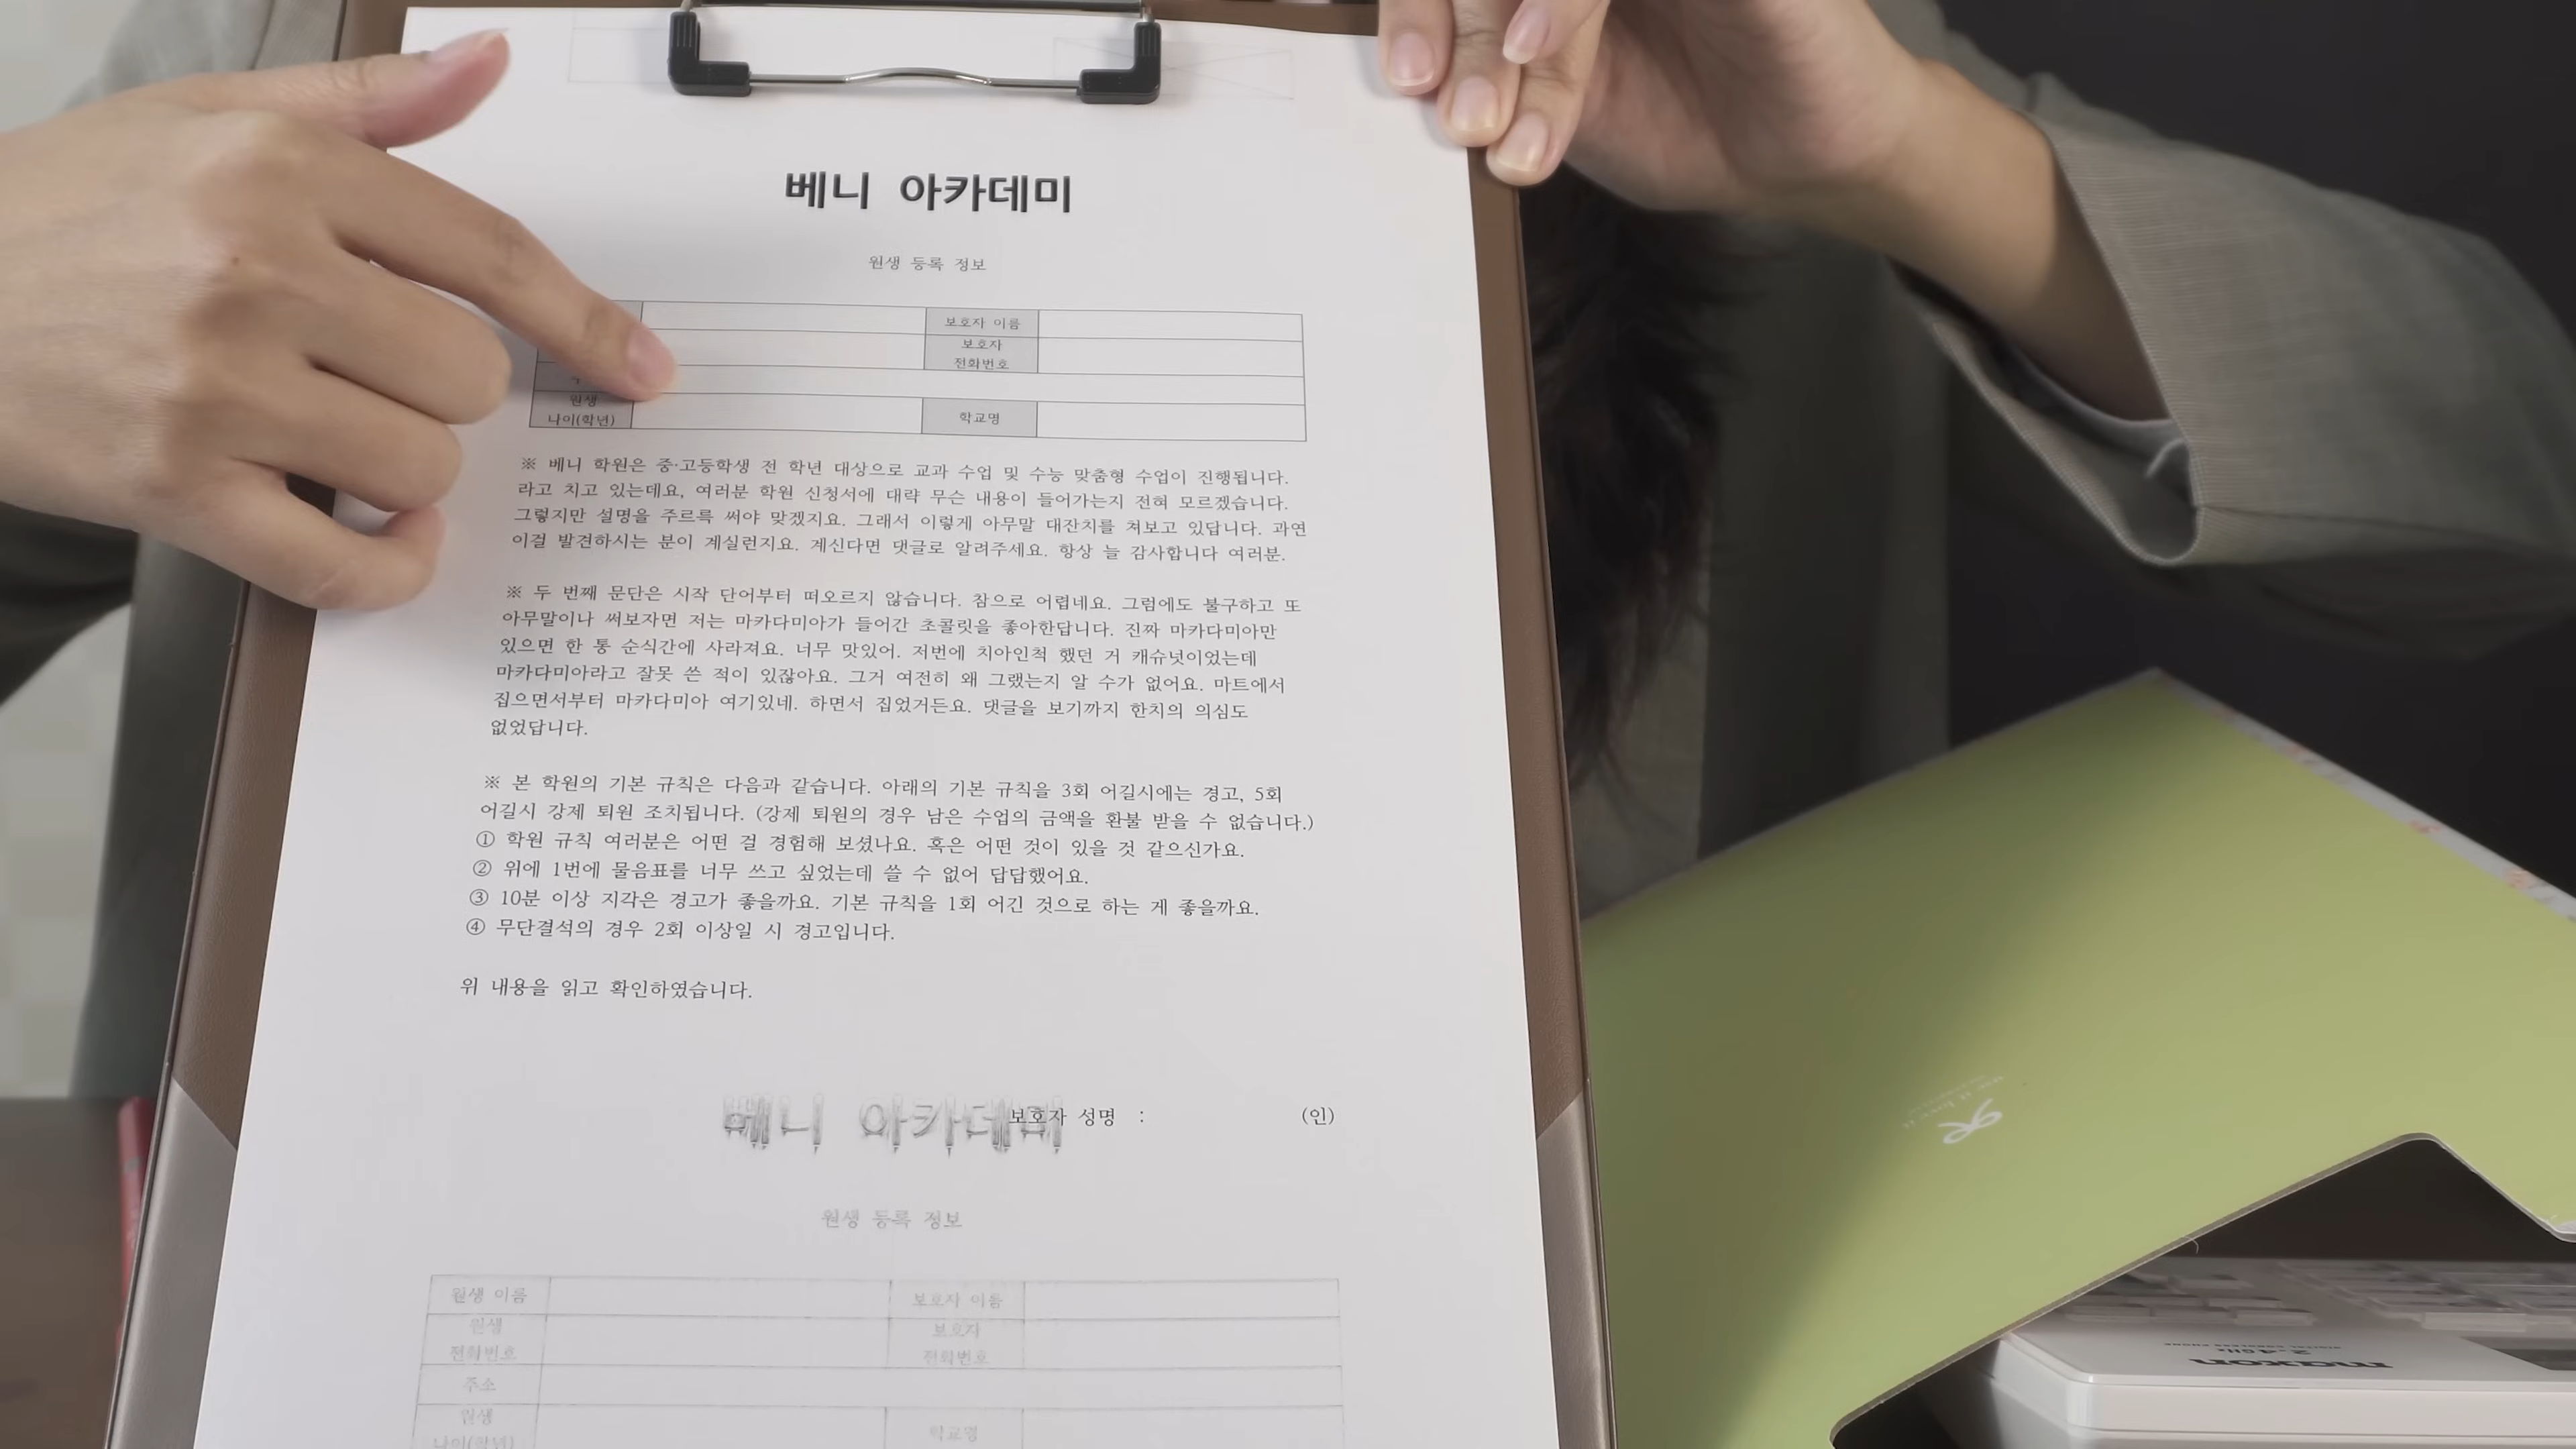 베니 아카데미
원생 등록 정보
보호자 이름
보호자
전화번호
원생
나이(학년) 학교명
※ 베니 학원은 중·고등학생 전 학년 대상으로 교과 수업 및 수능 맞춤형 수업이 진행됩니다.
라고 치고 있는데요, 여러분 학원 신청서에 대략 무슨 내용이 들어가는지 전혀 모르겠습니다.
그렇지만 설명을 주르륵 써야 맞겠지요. 그래서 이렇게 아무말 대잔치를 쳐보고 있답니다. 과연
이걸 발견하시는 분이 계실런지요. 계신다면 댓글로 알려주세요. 항상 늘 감사합니다 여러분.
※ 두 번째 문단은 시작 단어부터 떠오르지 않습니다. 참으로 어렵네요. 그럼에도 불구하고 또
아무말이나 써보자면 저는 마카다미아가 들어간 초콜릿을 좋아한답니다. 진짜 마카다미아만
있으면 한 통 순식간에 사라져요. 너무 맛있어. 저번에 치아인척 했던 거 캐슈넛이었는데
마카다미아라고 잘못 쓴 적이 있잖아요. 그거 여전히 왜 그랬는지 알 수가 없어요. 마트에서
집으면서부터 마카다미아 여기있네. 하면서 집었거든요. 댓글을 보기까지 한치의 의심도
없었답니다.
※ 본 학원의 기본 규칙은 다음과 같습니다. 아래의 기본 규칙을 3회 어길시에는 경고, 5회
어길시 강제 퇴원 조치됩니다. (강제 퇴원의 경우 남은 수업의 금액을 환불 받을 수 없습니다.)
① 학원 규칙 여러분은 어떤 걸 경험해 보셨나요. 혹은 어떤 것이 있을 것 같으신가요.
② 위에 1번에 물음표를 너무 쓰고 싶었는데 쓸 수 없어 답답했어요.
③ 10분 이상 지각은 경고가 좋을까요. 기본 규칙을 1회 어긴 것으로 하는 게 좋을까요.
④ 무단결석의 경우 2회 이상일 시 경고입니다.
위 내용을 읽고 확인하였습니다.
베니 아카데미 보호자 성명 : (인)
원생 등록 정보
원생 이름 보호자 이름
원생 보호자
전화번호 전화번호
주소
원생
나이(학년) 학교명
maxon